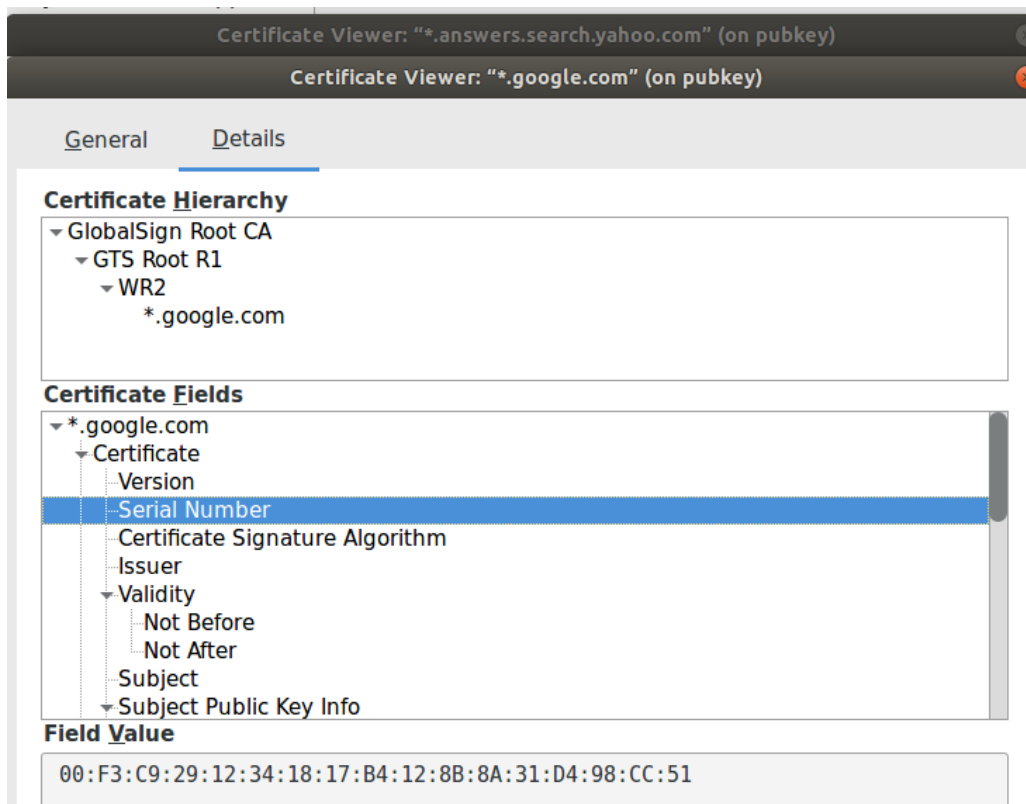 Certificate Viewer: “*.answers.search.yahoo.com” (on pubkey)
Certificate Viewer: “*.google.com” (on pubkey)
General Details
Certificate Hierarchy
GlobalSign Root CA
GTS Root R1
WR2
*.google.com
Certificate Fields
*.google.com
Certificate
Version
Serial Number
Certificate Signature Algorithm
Issuer
Validity
Not Before
Not After
Subject
Subject Public Key Info
Field Value
00:F3:C9:29:12:34:18:17:B4:12:8B:8A:31:D4:98:CC:51